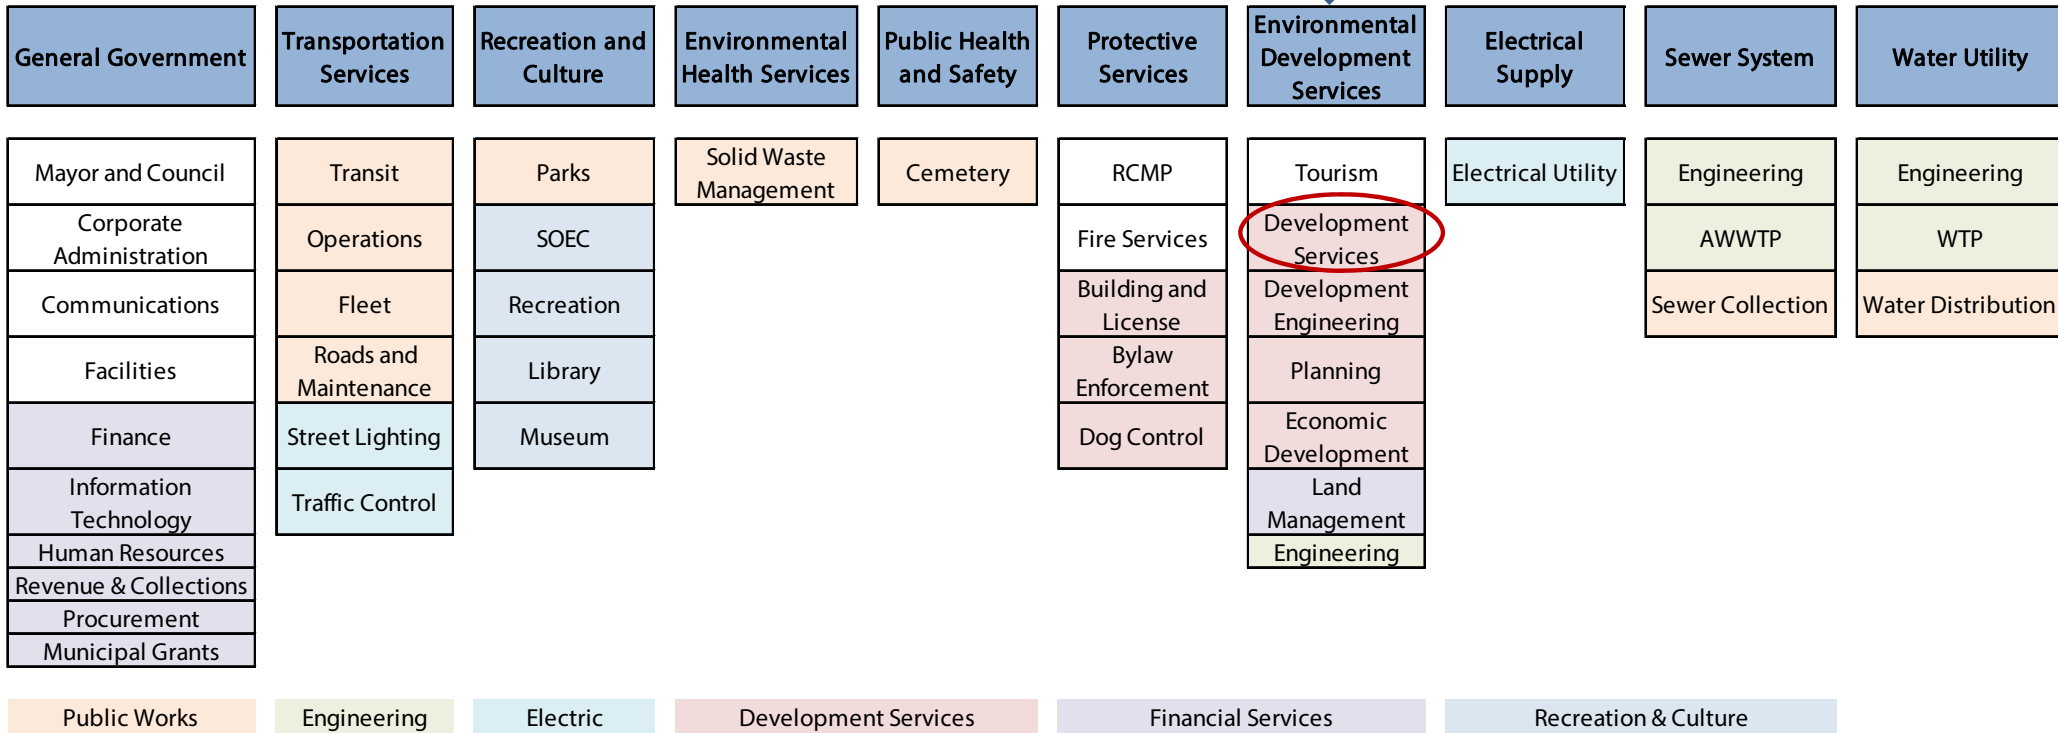 General Government
Transportation
Services
Recreation and
Culture
Environmental
Health Services
Public Health
and Safety
Protective
Services
Environmental
Development
Services
Electrical
Supply
Sewer System
Water Utility
Mayor and Council
Corporate
Administration
Communications
Facilities
Finance
Information
Technology
Human Resources
Revenue & Collections
Procurement
Municipal Grants
Transit
Operations
Fleet
Roads and
Maintenance
Street Lighting
Traffic Control
Parks
SOEC
Recreation
Library
Museum
Solid Waste
Management
Cemetery
RCMP
Fire Services
Building and
License
Bylaw
Enforcement
Dog Control
Tourism
Development
Services
Development
Engineering
Planning
Economic
Development
Land
Management
Engineering
Electrical Utility
Engineering
AWWTP
Sewer Collection
Engineering
WTP
Water Distribution
Public Works
Engineering
Electric
Development Services
Financial Services
Recreation & Culture